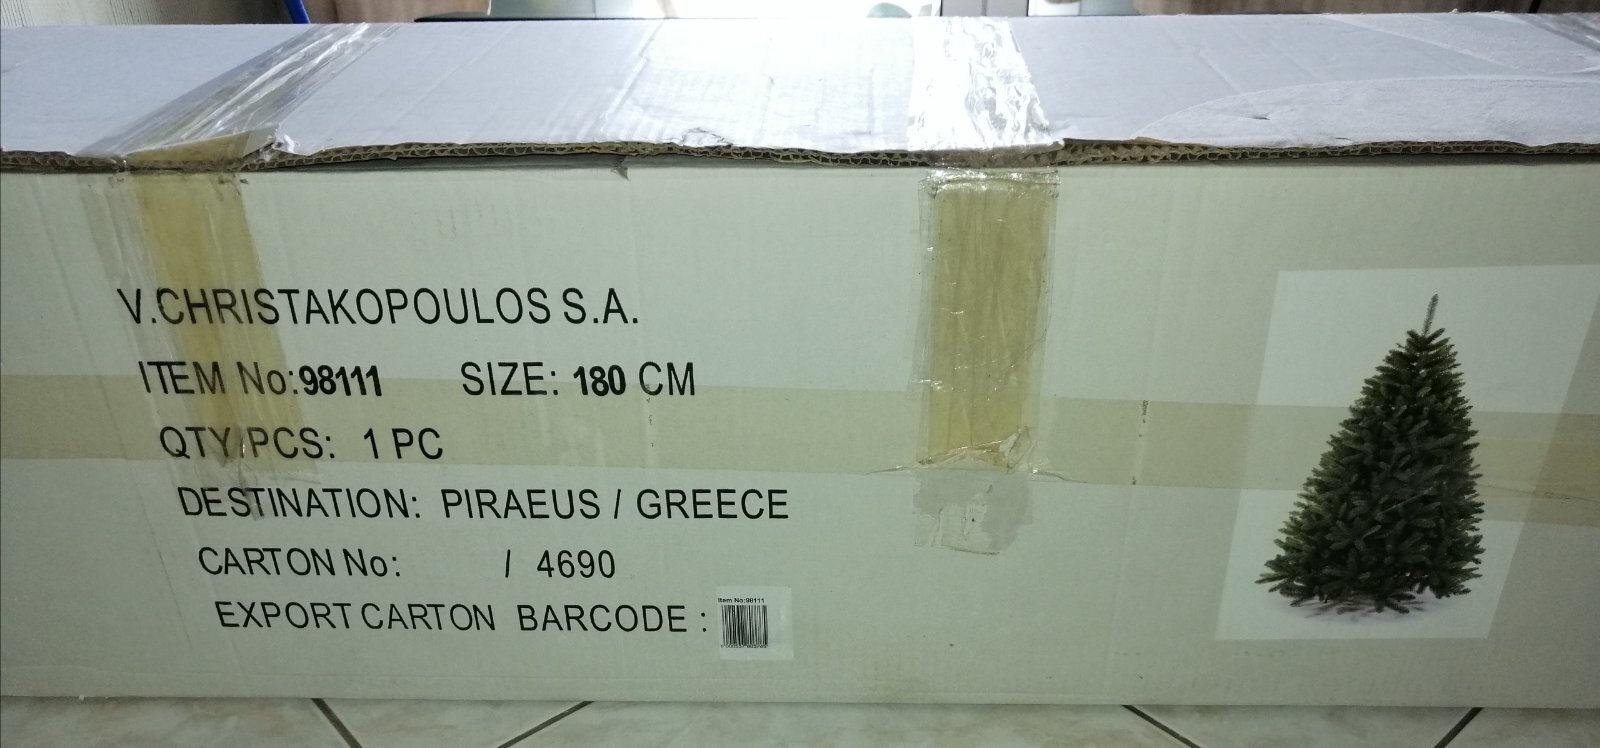 V.CHRISTAKOPOULOS S.A.
ITEM No:98111 SIZE: 180 CM
QTY/PCS: 1 PC
DESTINATION: PIRAEUS / GREECE
CARTON No: / 4690
EXPORT CARTON BARCODE :
Item No:98111